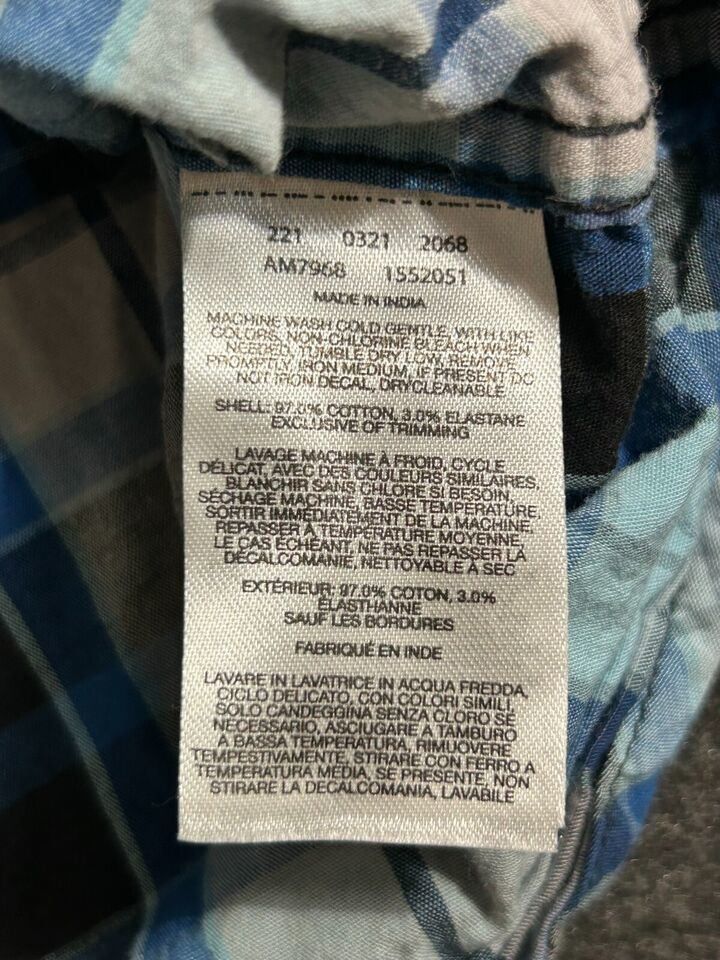 221 0321 2068
AM7968 1552051
MADE IN INDIA
MACHINE WASH COLD GENTLE, WITH LIKE
COLORS, NON-CHLORINE BLEACH WHEN
NEEDED, TUMBLE DRY LOW, REMOVE
PROMPTLY, IRON MEDIUM, IF PRESENT DO
NOT IRON DECAL, DRYCLEANABLE
SHELL: 97.0% COTTON, 3.0% ELASTANE
EXCLUSIVE OF TRIMMING
LAVAGE MACHINE À FROID, CYCLE
DÉLICAT, AVEC DES COULEURS SIMILAIRES,
BLANCHIR SANS CHLORE SI BESOIN,
SÉCHAGE MACHINE, BASSE TEMPÉRATURE,
SORTIR IMMÉDIATEMENT DE LA MACHINE,
REPASSER À TEMPÉRATURE MOYENNE,
LE CAS ÉCHÉANT, NE PAS REPASSER LA
DÉCALCOMANIE, NETTOYABLE À SEC
EXTÉRIEUR: 97.0% COTON, 3.0%
ÉLASTHANNE
SAUF LES BORDURES
FABRIQUÉ EN INDE
LAVARE IN LAVATRICE IN ACQUA FREDDA,
CICLO DELICATO, CON COLORI SIMILI,
SOLO CANDEGGINA SENZA CLORO SE
NECESSARIO, ASCIUGARE A TAMBURO
A BASSA TEMPERATURA, RIMUOVERE
TEMPESTIVAMENTE, STIRARE CON FERRO A
TEMPERATURA MEDIA, SE PRESENTE, NON
STIRARE LA DECALCOMANIA, LAVABILE